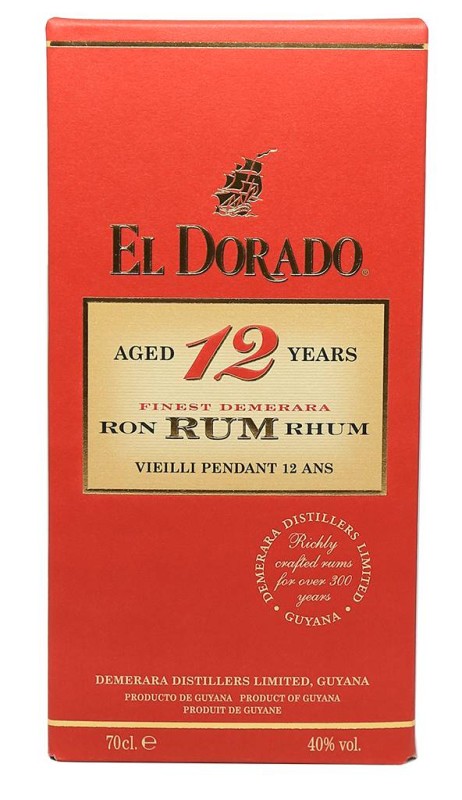 EL DORADO®
AGED 12 YEARS
FINEST DEMERARA
RON RUM RHUM
VIEILLI PENDANT 12 ANS
DEMERARA DISTILLERS LIMITED
• GUYANA •
Richly
crafted rums
for over 300
years
DEMERARA DISTILLERS LIMITED, GUYANA
PRODUCTO DE GUYANA PRODUCT OF GUYANA
PRODUIT DE GUYANE
70cl. ℮ 40% vol.